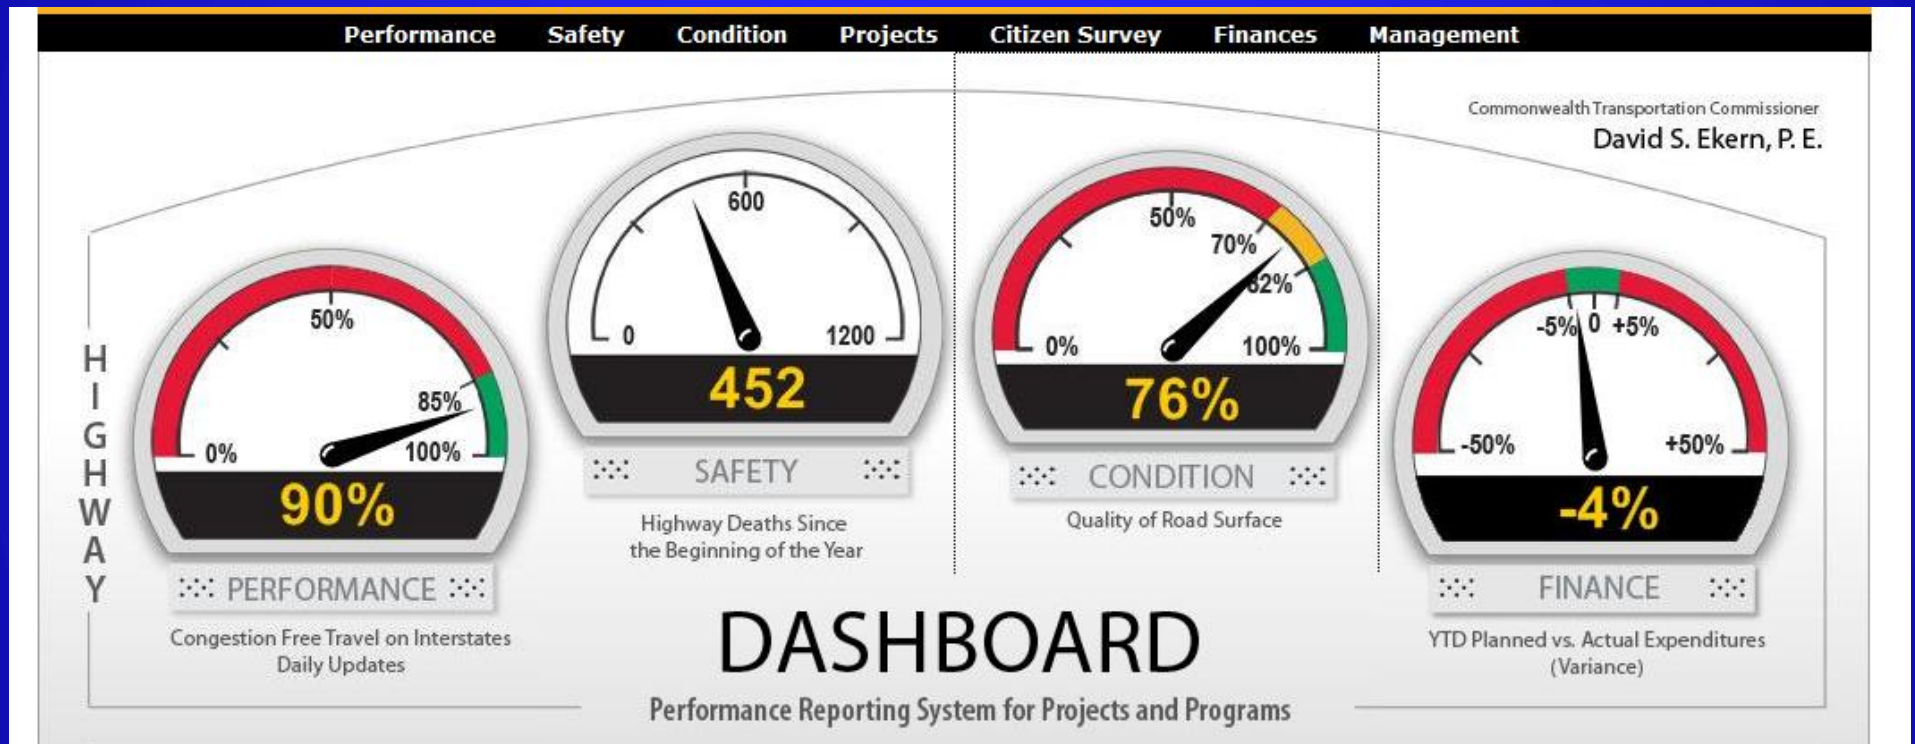 Performance Safety Condition Projects Citizen Survey Finances Management
Commonwealth Transportation Commissioner
David S. Ekern, P. E.
HIGHWAY
50%
85%
0%
100%
90%
PERFORMANCE
Congestion Free Travel on Interstates
Daily Updates
600
0
1200
452
SAFETY
Highway Deaths Since
the Beginning of the Year
50%
70%
82%
0%
100%
76%
CONDITION
Quality of Road Surface
-5% 0 +5%
-50%
+50%
-4%
FINANCE
YTD Planned vs. Actual Expenditures
(Variance)
DASHBOARD
Performance Reporting System for Projects and Programs